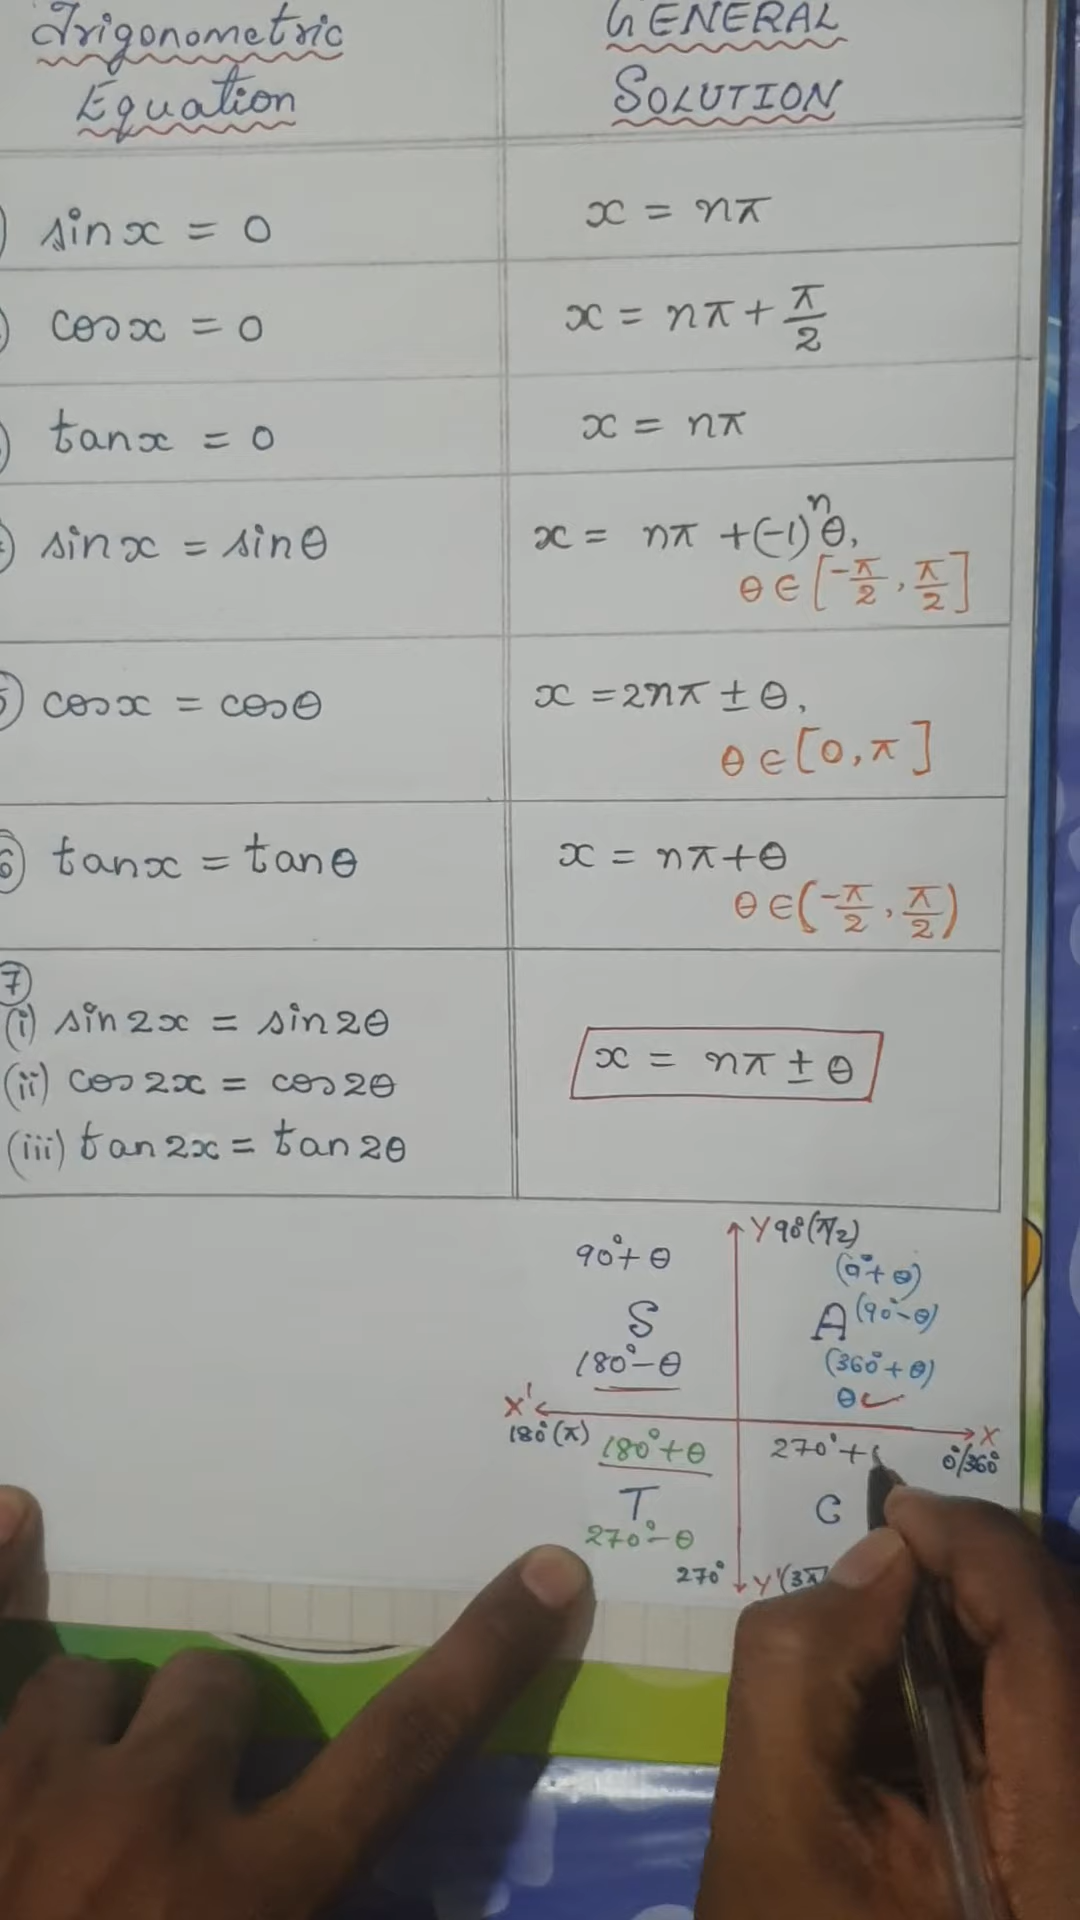 Trigonometric Equation
GENERAL SOLUTION
sin x = 0
x = nπ
cos x = 0
x = nπ + π/2
tan x = 0
x = nπ
sin x = sin θ
x = nπ + (-1)ⁿ θ,
θ ∈ [-π/2, π/2]
5 cos x = cos θ
x = 2nπ ± θ,
θ ∈ [0, π]
6 tan x = tan θ
x = nπ + θ
θ ∈ (-π/2, π/2)
7
(i) sin 2x = sin 2θ
(ii) cos 2x = cos 2θ
(iii) tan 2x = tan 2θ
x = nπ ± θ
Y 90° (π/2)
90° + θ
(0° + θ)
S
A (90° - θ)
180° - θ
(360° + θ)
θ
X'
180° (π)
X
0°/360°
180° + θ
270° +
T
C
270° - θ
270°
Y' (3π